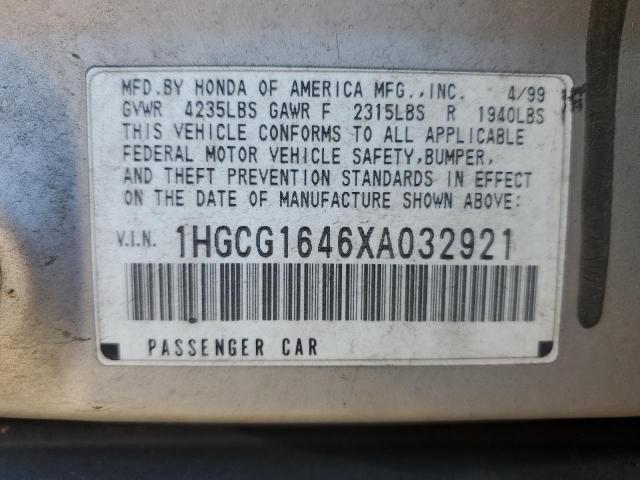 MFD.BY HONDA OF AMERICA MFG.,INC. 4/99
GVWR 4235LBS GAWR F 2315LBS R 1940LBS
THIS VEHICLE CONFORMS TO ALL APPLICABLE
FEDERAL MOTOR VEHICLE SAFETY,BUMPER,
AND THEFT PREVENTION STANDARDS IN EFFECT
ON THE DATE OF MANUFACTURE SHOWN ABOVE:
V.I.N. 1HGCG1646XA032921
PASSENGER CAR